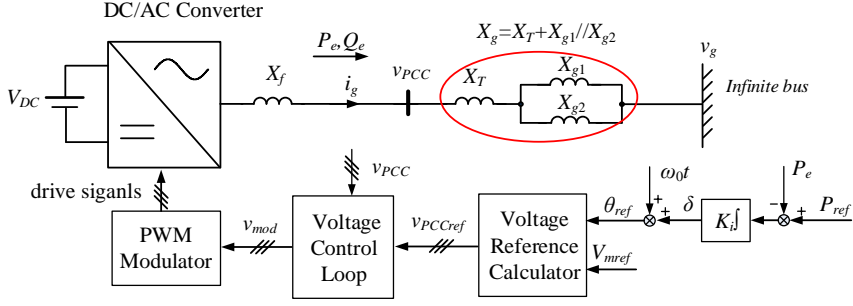 DC/AC Converter
P_e, Q_e
X_g=X_T+X_g1//X_g2
v_g
X_f
i_g
v_PCC
X_T
X_g1
X_g2
V_DC
Infinite bus
drive siganls
v_PCC
ω_0t
P_e
PWM Modulator
v_mod
Voltage Control Loop
v_PCCref
Voltage Reference Calculator
θ_ref
V_mref
+
+
δ
K_i∫
−
+
P_ref